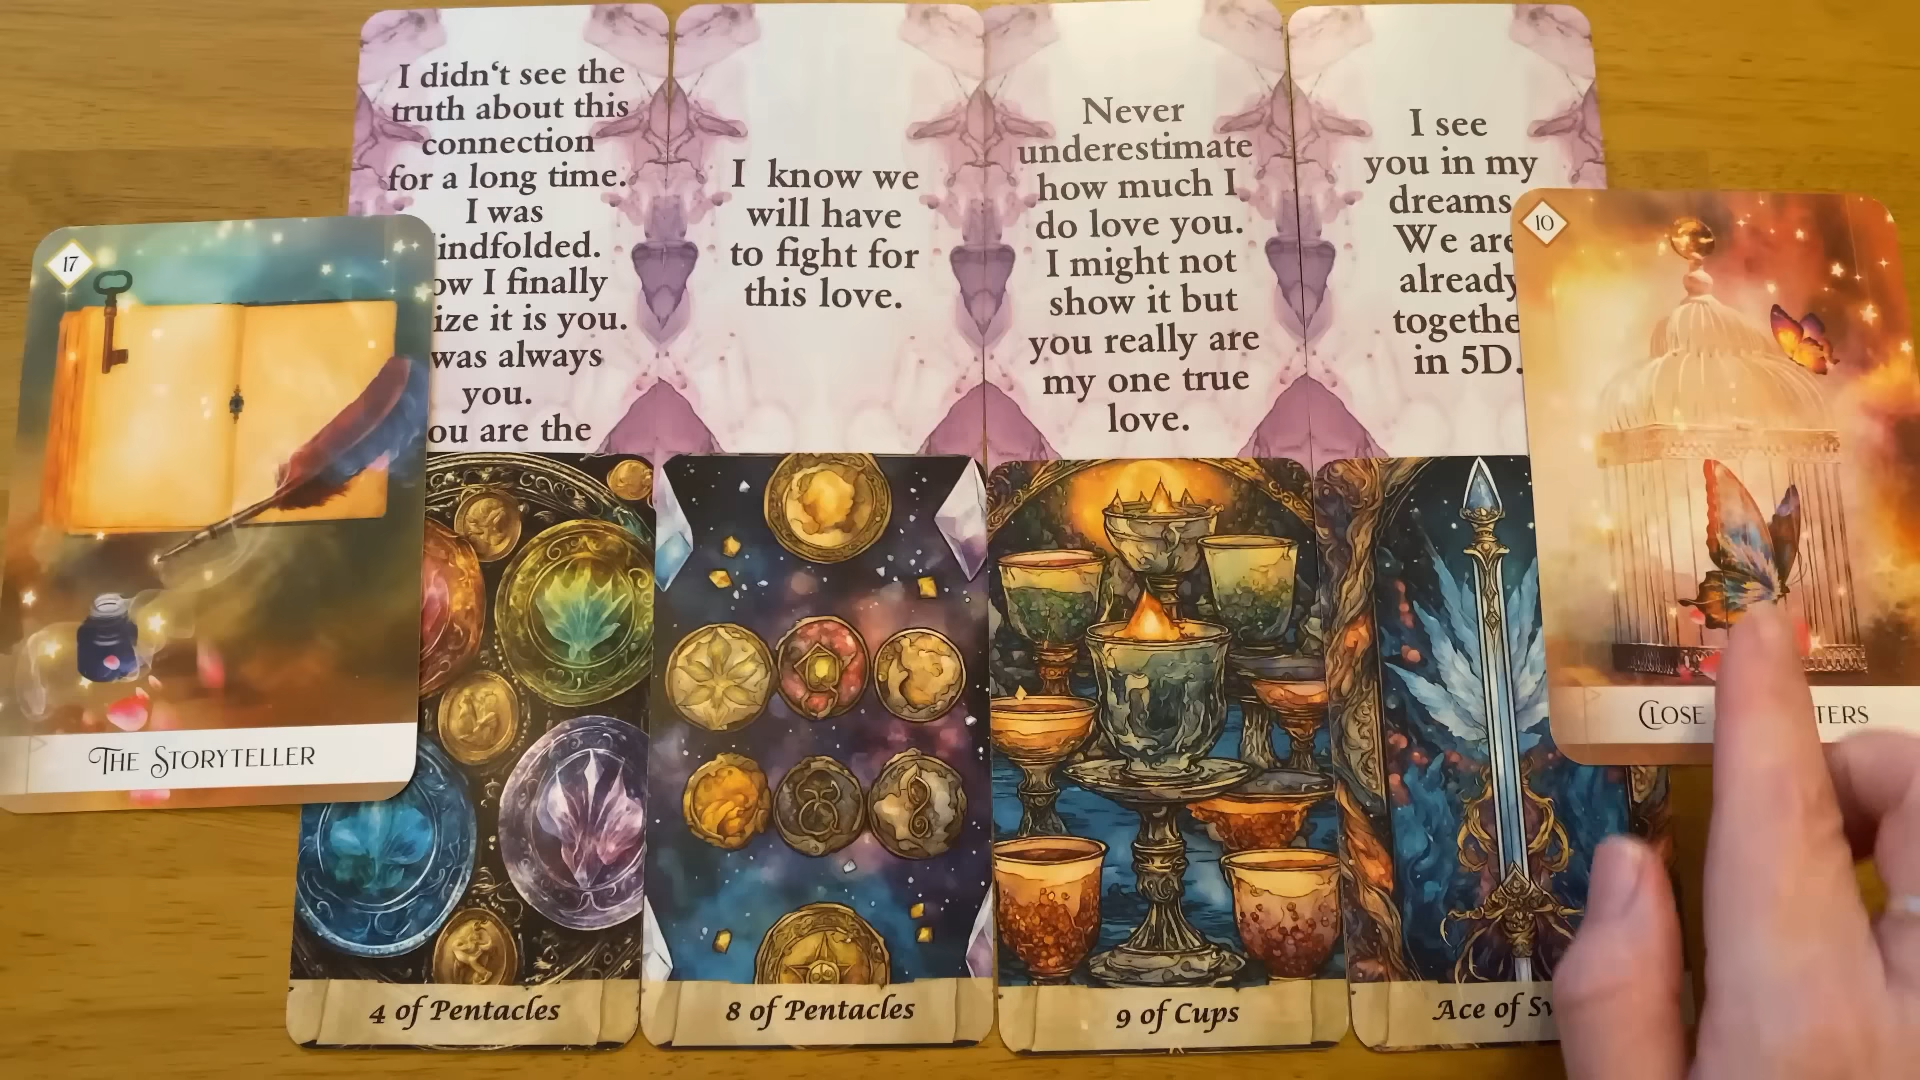 I didn‘t see the
truth about this
connection
for a long time.
I was
indfolded.
ow I finally
ize it is you.
was always
you.
ou are the
I know we
will have
to fight for
this love.
Never
underestimate
how much I
do love you.
I might not
show it but
you really are
my one true
love.
I see
you in my
dreams
We are
already
togethe
in 5D.
17
THE STORYTELLER
10
CLOSE
TERS
4 of Pentacles
8 of Pentacles
9 of Cups
Ace of Sw